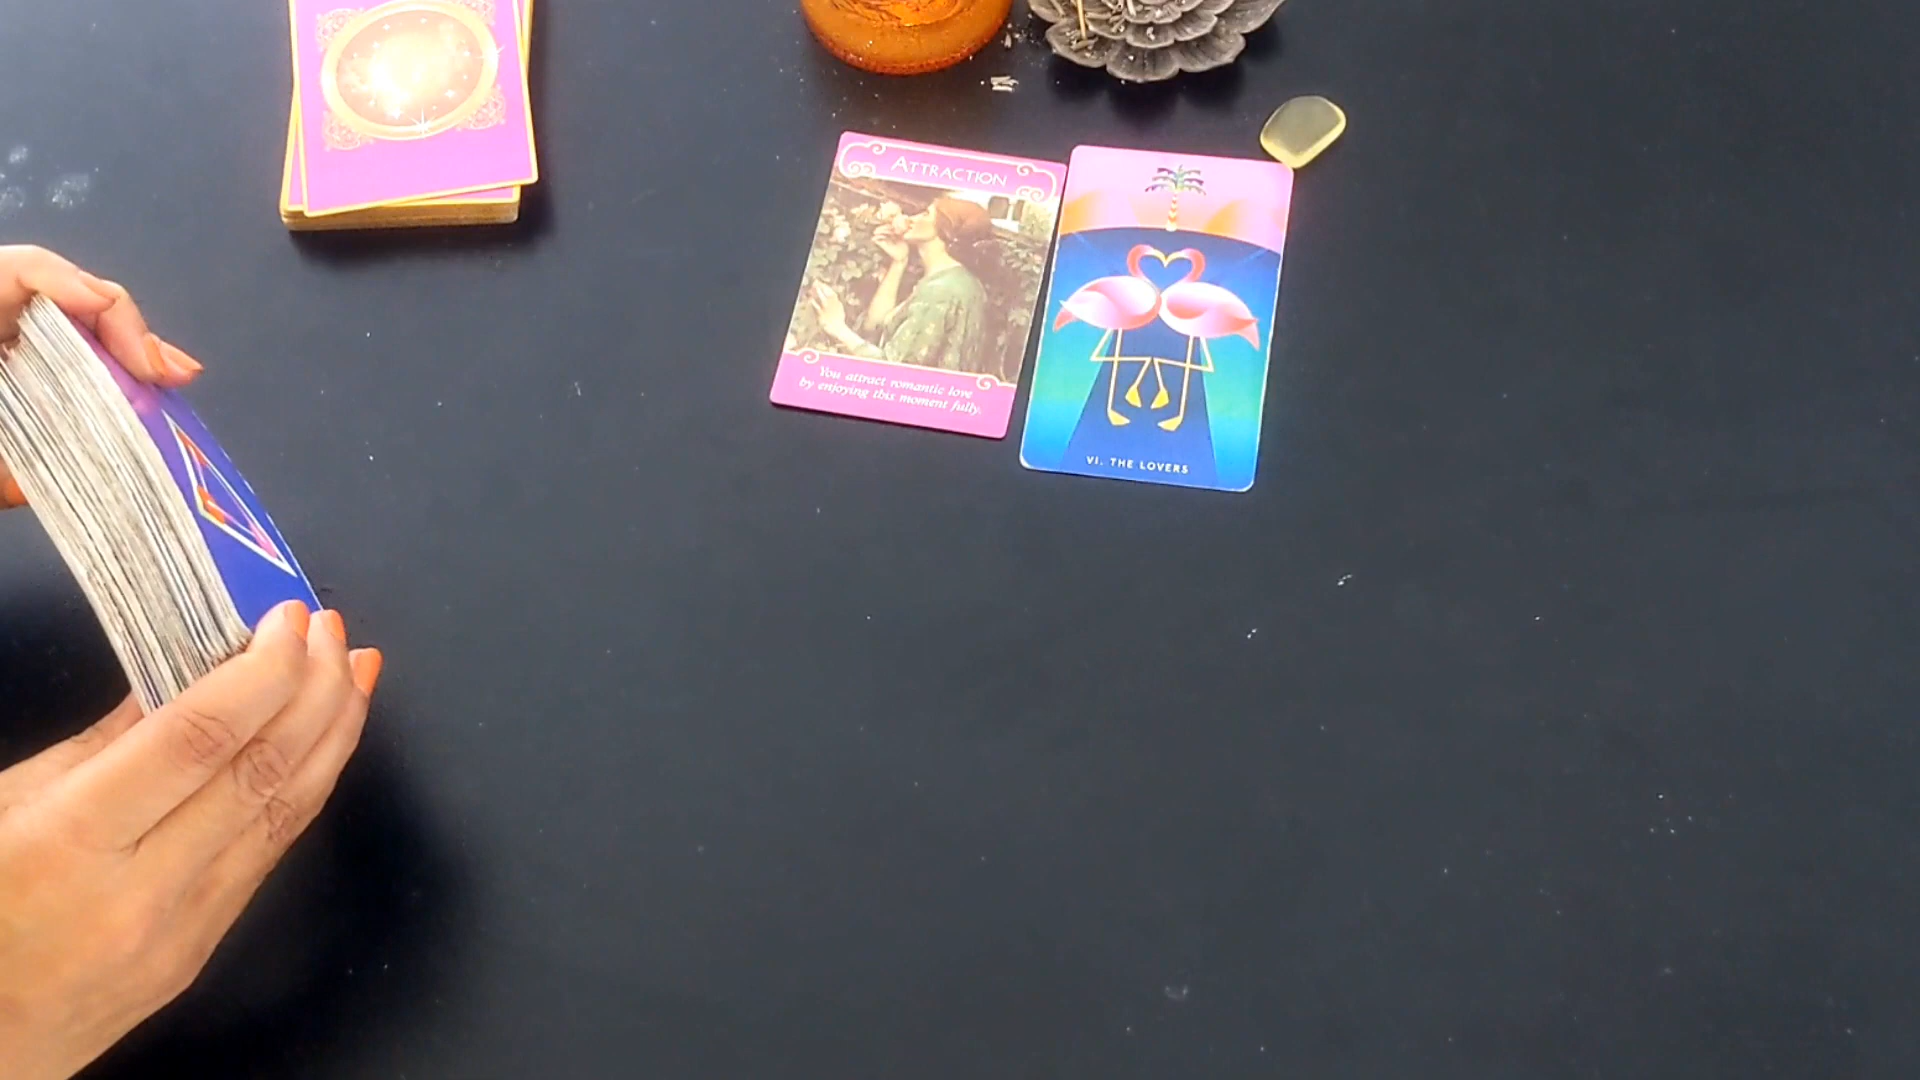 ATTRACTION
You attract romantic love
by enjoying this moment fully.
VI. THE LOVERS